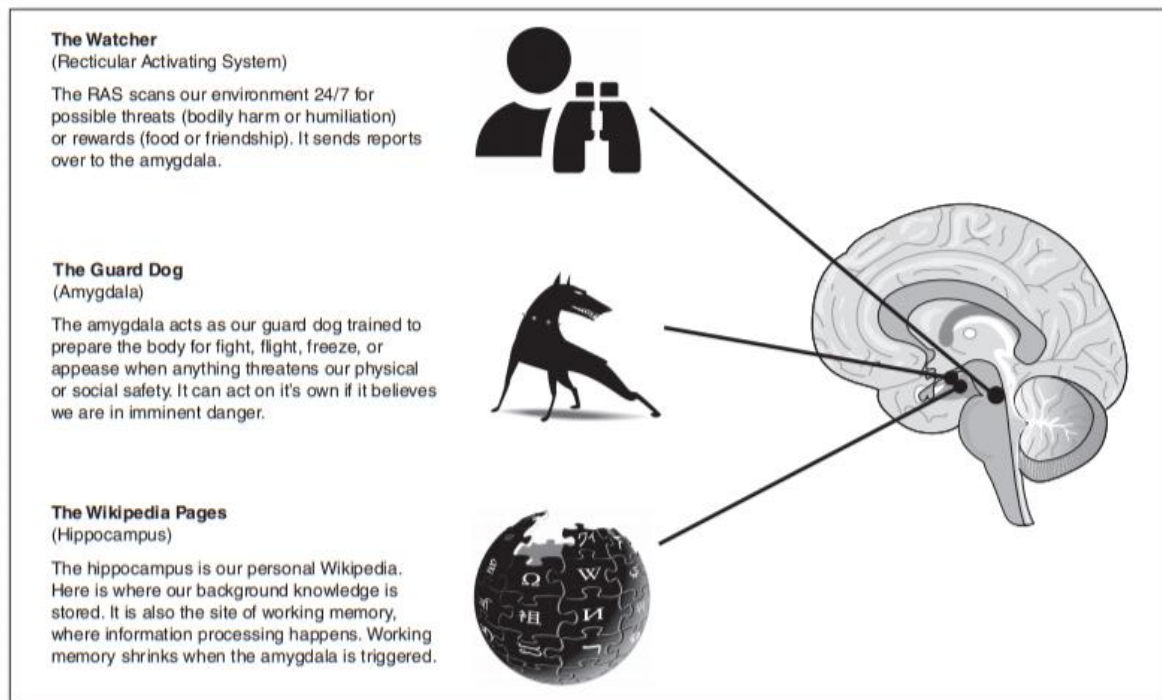 The Watcher
(Recticular Activating System)
The RAS scans our environment 24/7 for
possible threats (bodily harm or humiliation)
or rewards (food or friendship). It sends reports
over to the amygdala.
The Guard Dog
(Amygdala)
The amygdala acts as our guard dog trained to
prepare the body for fight, flight, freeze, or
appease when anything threatens our physical
or social safety. It can act on it's own if it believes
we are in imminent danger.
The Wikipedia Pages
(Hippocampus)
The hippocampus is our personal Wikipedia.
Here is where our background knowledge is
stored. It is also the site of working memory,
where information processing happens. Working
memory shrinks when the amygdala is triggered.
Ω W
祖 И